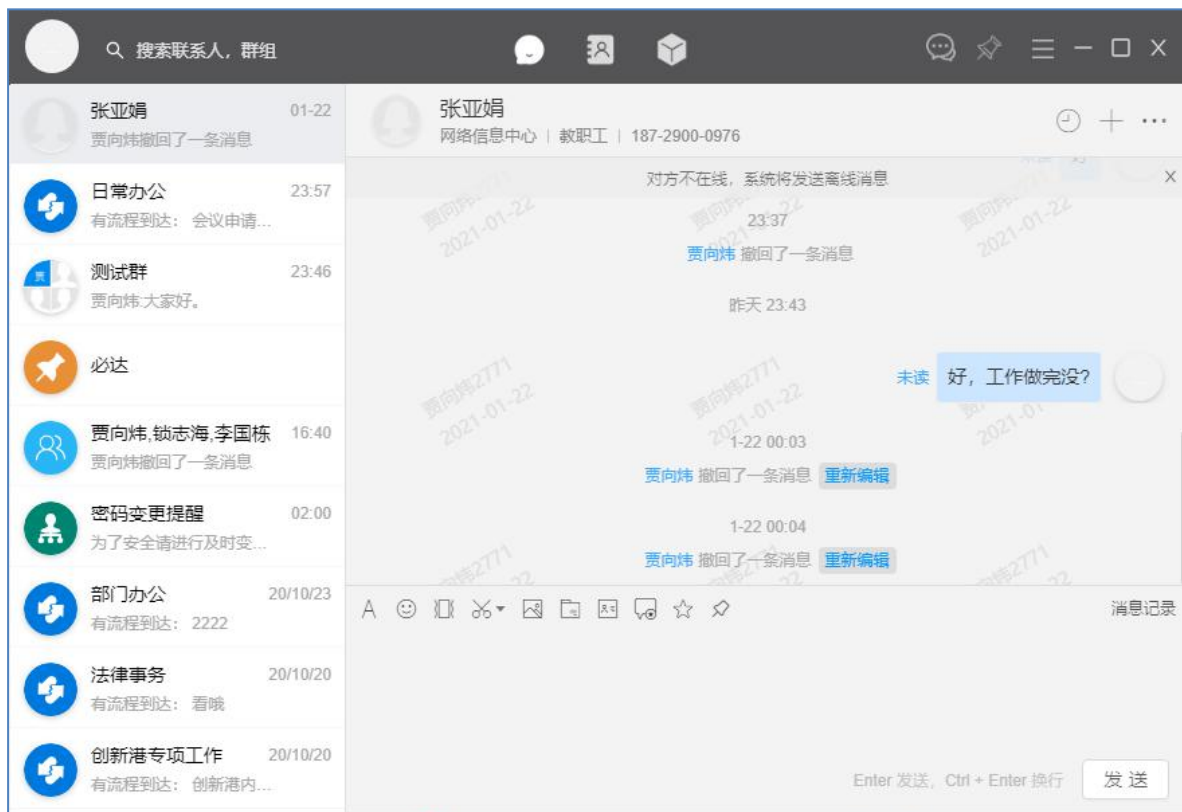 搜索联系人，群组
张亚娟 01-22
贾向炜撤回了一条消息
日常办公 23:57
有流程到达： 会议申请...
贾
测试群 23:46
贾向炜:大家好。
必达
贾向炜,锁志海,李国栋 16:40
贾向炜撤回了一条消息
密码变更提醒 02:00
为了安全请进行及时变...
部门办公 20/10/23
有流程到达： 2222
法律事务 20/10/20
有流程到达： 看哦
创新港专项工作 20/10/20
有流程到达： 创新港内...
张亚娟
网络信息中心 | 教职工 | 187-2900-0976
对方不在线，系统将发送离线消息 X
23:37
贾向炜 撤回了一条消息
昨天 23:43
未读 好，工作做完没?
1-22 00:03
贾向炜 撤回了一条消息 重新编辑
1-22 00:04
贾向炜 撤回了一条消息 重新编辑
贾向炜2771
2021-01-22
消息记录
Enter 发送, Ctrl + Enter 换行 发 送